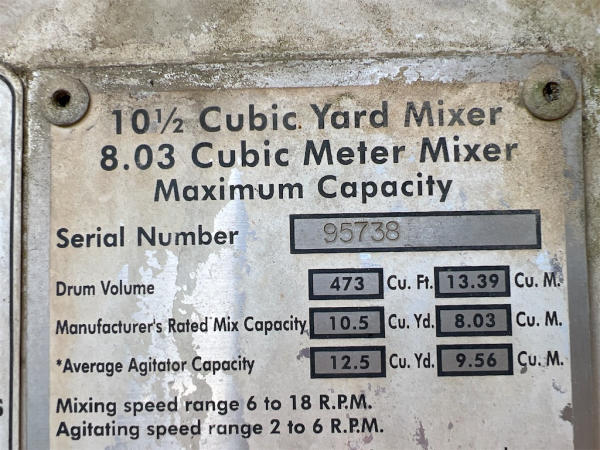 10½ Cubic Yard Mixer
8.03 Cubic Meter Mixer
Maximum Capacity
Serial Number 95738
Drum Volume 473 Cu. Ft. 13.39 Cu. M.
Manufacturer's Rated Mix Capacity 10.5 Cu. Yd. 8.03 Cu. M.
*Average Agitator Capacity 12.5 Cu. Yd. 9.56 Cu. M.
Mixing speed range 6 to 18 R.P.M.
Agitating speed range 2 to 6 R.P.M.